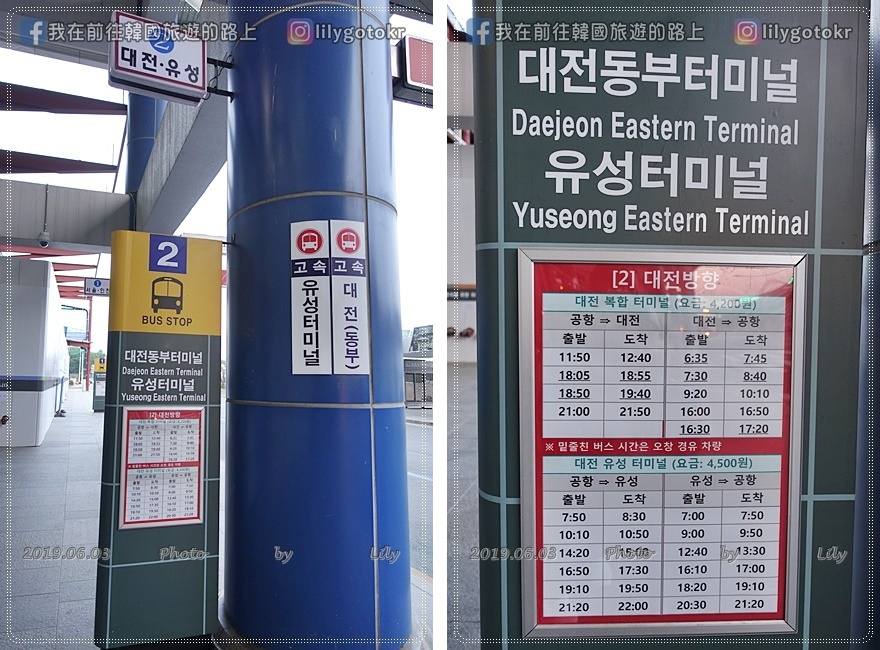 我在前往韓國旅遊的路上 lilygotokr
2
대전·유성
2
BUS STOP
대전동부터미널
Daejeon Eastern Terminal
유성터미널
Yuseong Eastern Terminal
[2] 대전방향
고속 고속
유성터미널
대전(동부)
1
서울·인천
2019.06.03 Photo by Lily
我在前往韓國旅遊的路上 lilygotokr
대전동부터미널
Daejeon Eastern Terminal
유성터미널
Yuseong Eastern Terminal
[2] 대전방향
대전 복합 터미널 (요금: 4,200원)
공항 ⇒ 대전 대전 ⇒ 공항
출발 도착 출발 도착
11:50 12:40 6:35 7:45
18:05 18:55 7:30 8:40
18:50 19:40 9:20 10:10
21:00 21:50 16:00 16:50
16:30 17:20
※ 밑줄친 버스 시간은 오창 경유 차량
대전 유성 터미널 (요금: 4,500원)
공항 ⇒ 유성 유성 ⇒ 공항
출발 도착 출발 도착
7:50 8:30 7:00 7:50
10:10 10:50 9:00 9:50
14:20 15:00 12:40 13:30
16:50 17:30 16:10 17:00
19:10 19:50 18:20 19:10
21:20 22:00 20:30 21:20
2019.06.03 Photo by Lily